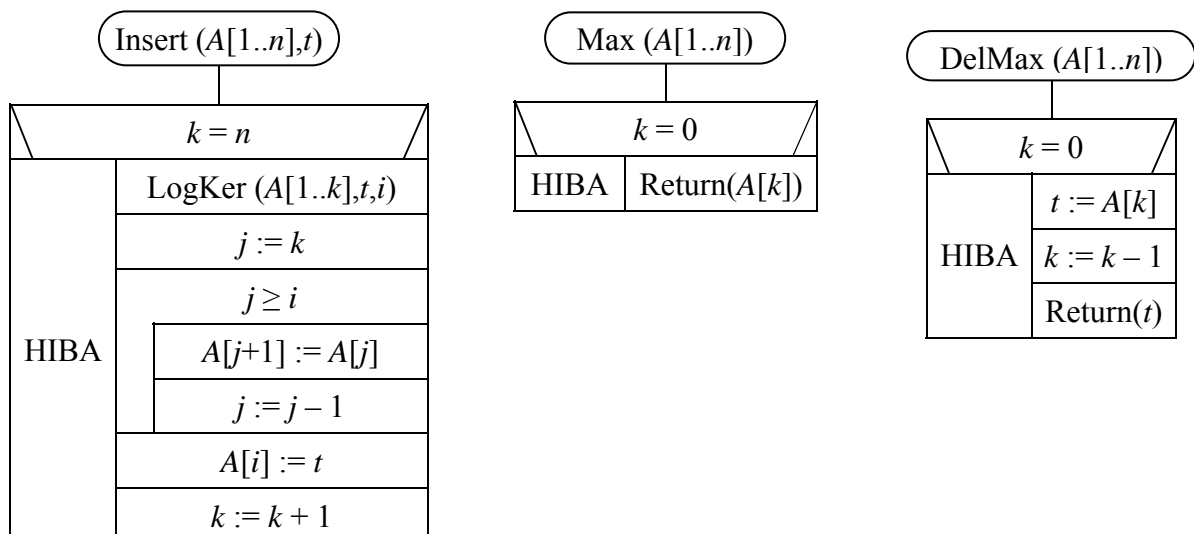 Insert (A[1..n],t)
k = n
HIBA
LogKer (A[1..k],t,i)
j := k
j ≥ i
A[j+1] := A[j]
j := j – 1
A[i] := t
k := k + 1
Max (A[1..n])
k = 0
HIBA
Return(A[k])
DelMax (A[1..n])
k = 0
HIBA
t := A[k]
k := k – 1
Return(t)